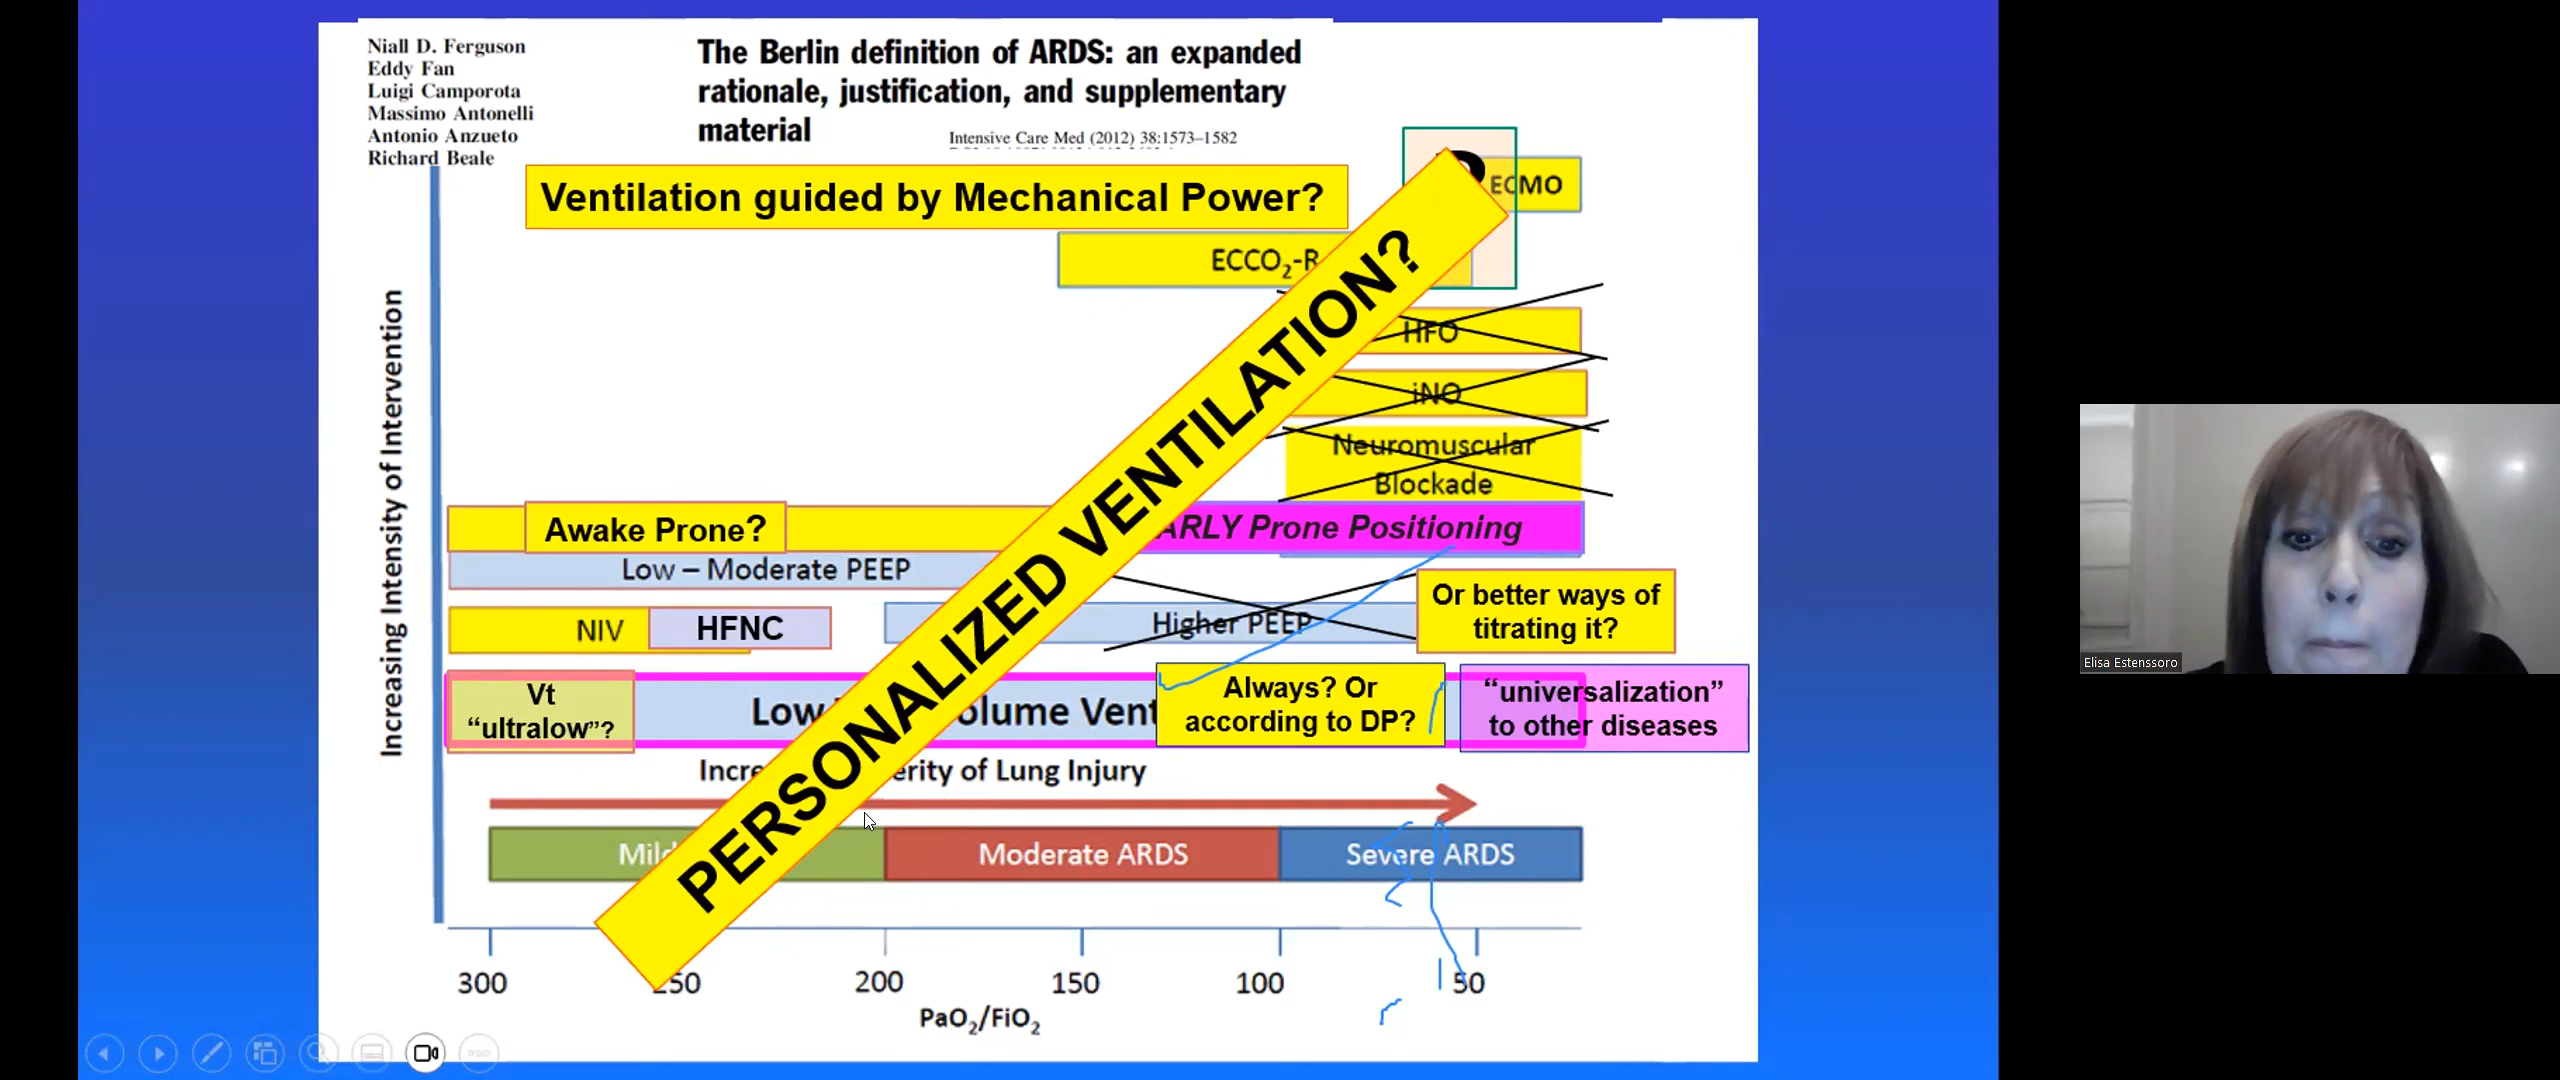 Niall D. Ferguson
Eddy Fan
Luigi Camporota
Massimo Antonelli
Antonio Anzueto
Richard Beale
The Berlin definition of ARDS: an expanded
rationale, justification, and supplementary
material
Intensive Care Med (2012) 38:1573–1582
Ventilation guided by Mechanical Power?
?
ECMO
ECCO2-R
HFO
iNO
Neuromuscular
Blockade
PERSONALIZED VENTILATION?
Increasing Intensity of Intervention
Awake Prone?
ARLY Prone Positioning
Low – Moderate PEEP
NIV
HFNC
Higher PEEP
Or better ways of
titrating it?
Vt
“ultralow”?
Low
olume Vent
Always? Or
according to DP?
“universalization”
to other diseases
Incre
erity of Lung Injury
Mild
Moderate ARDS
Severe ARDS
300
250
200
150
100
50
PaO2/FiO2
Elisa Estenssoro